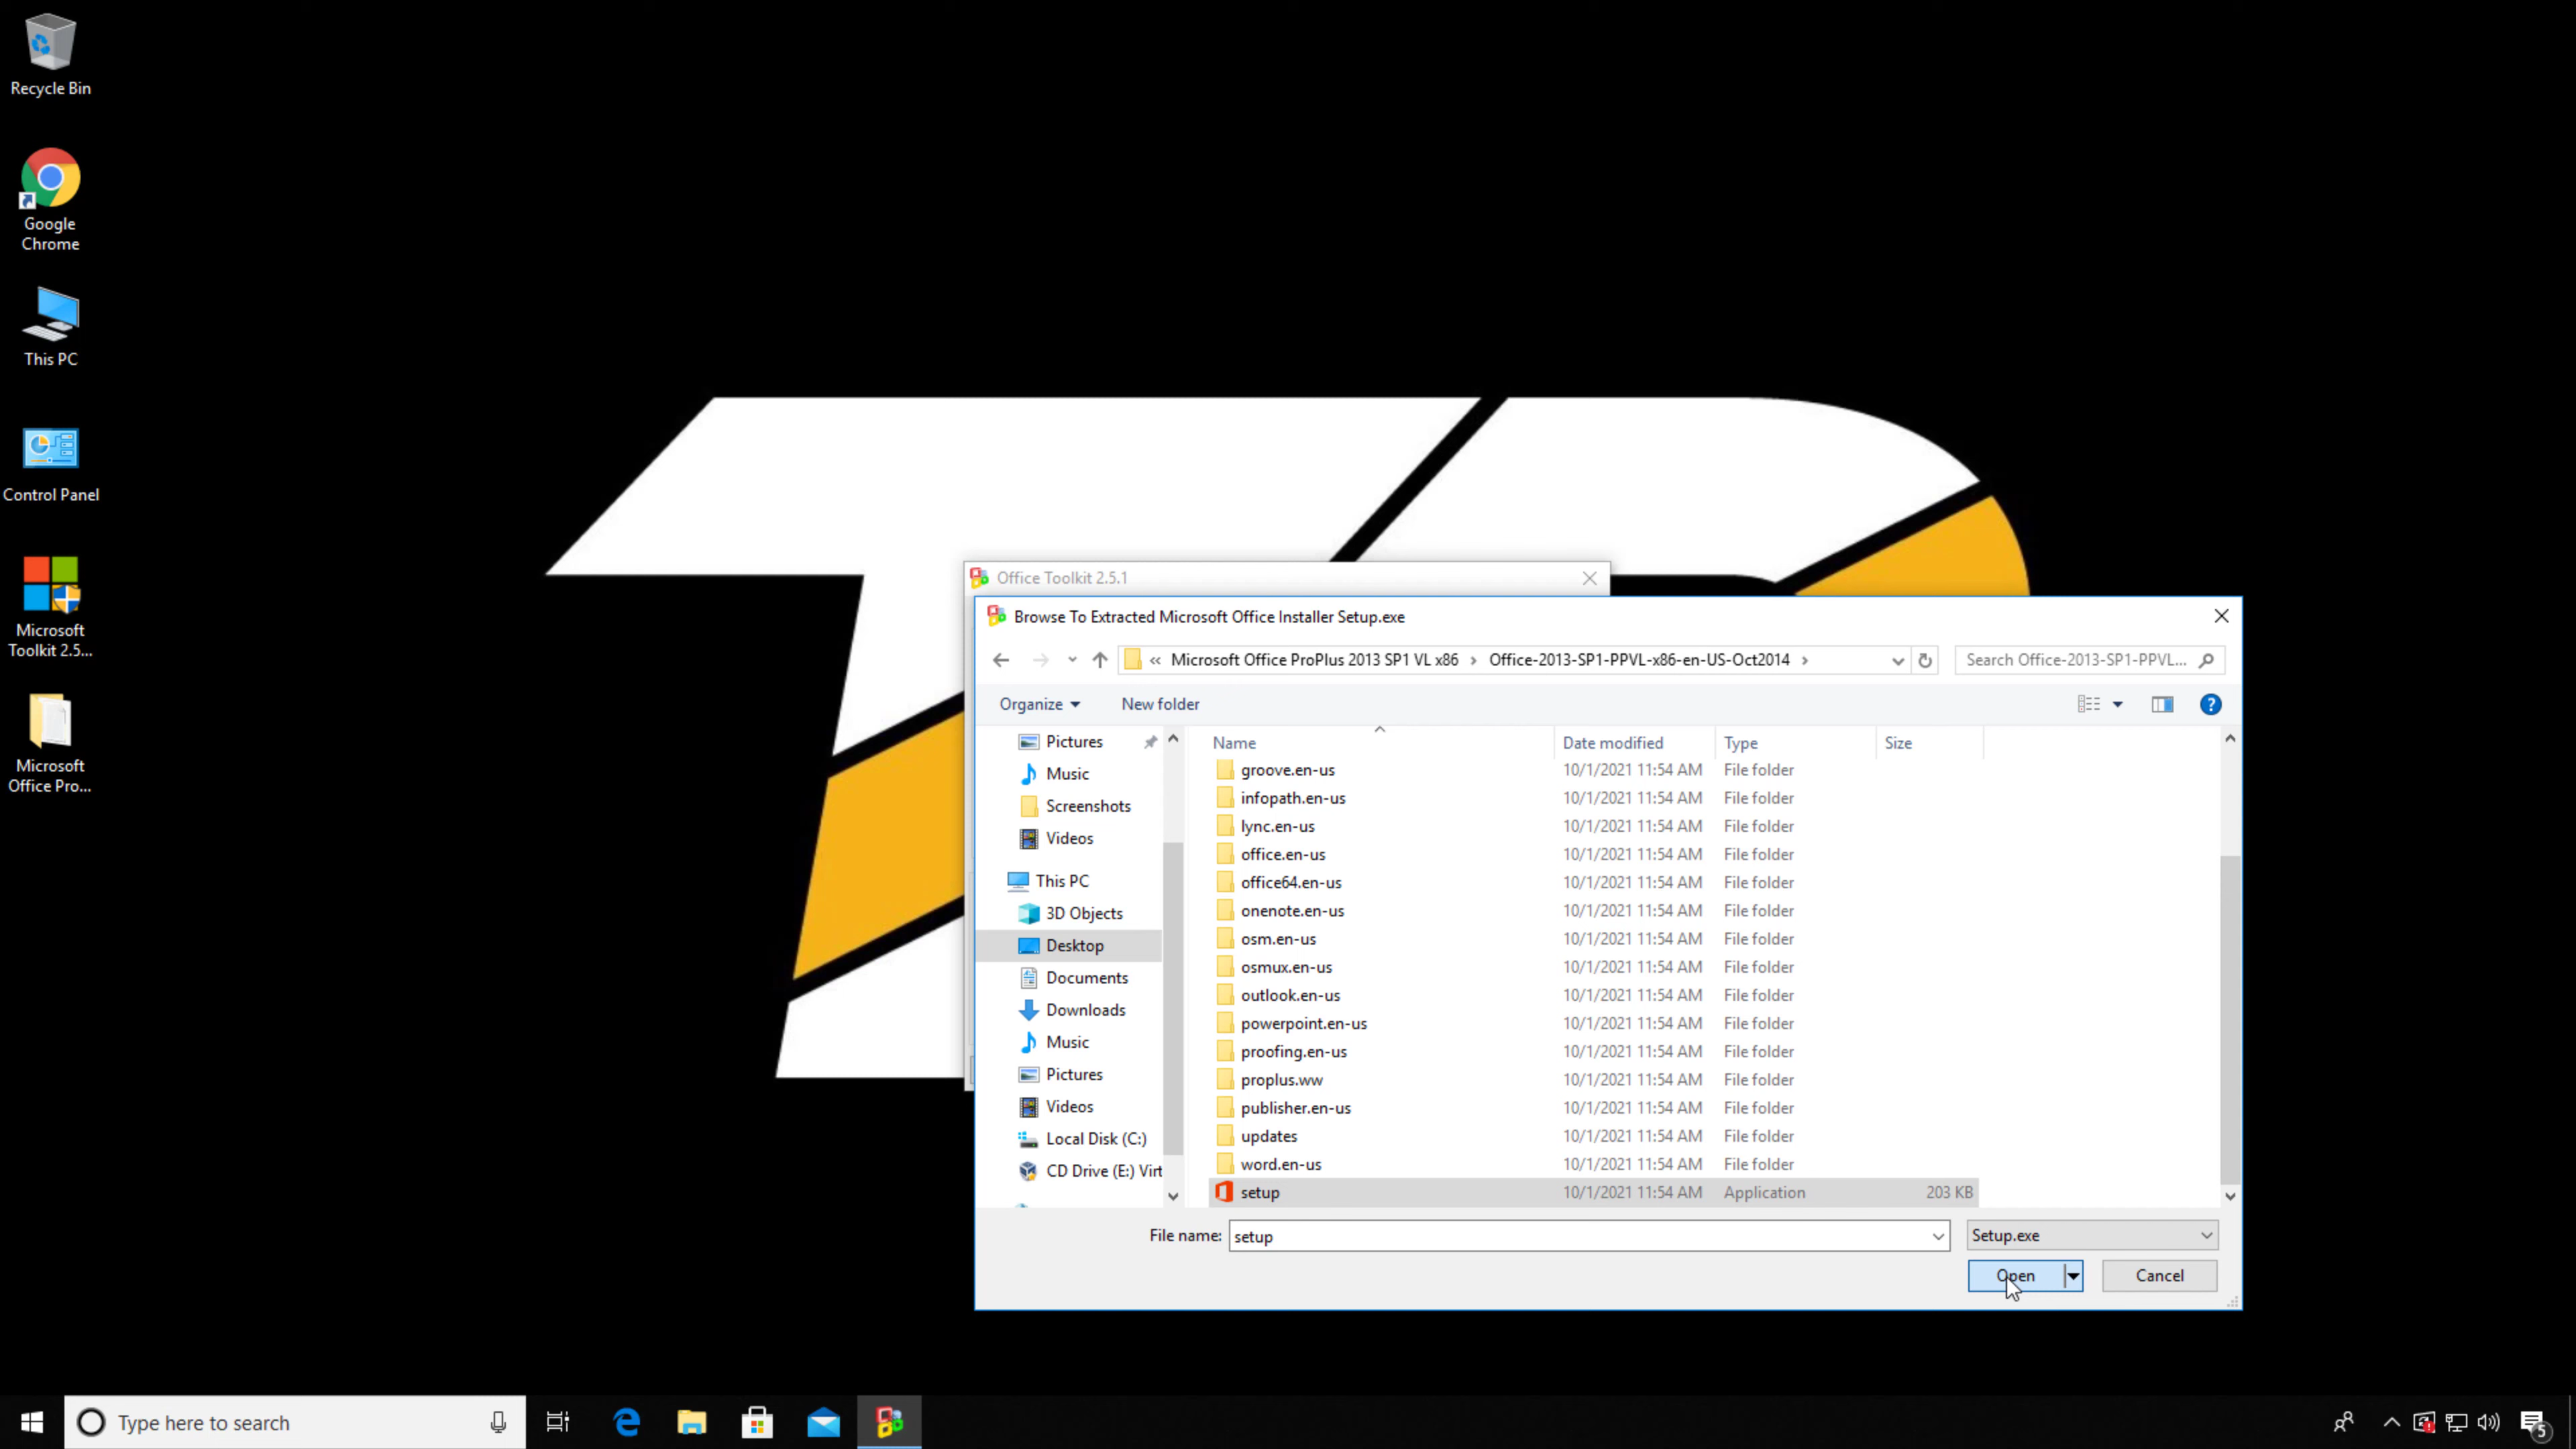 Recycle Bin
Google
Chrome
This PC
Control Panel
Microsoft
Toolkit 2.5...
Microsoft
Office Pro...
Office Toolkit 2.5.1
Browse To Extracted Microsoft Office Installer Setup.exe
« Microsoft Office ProPlus 2013 SP1 VL x86 › Office-2013-SP1-PPVL-x86-en-US-Oct2014 ›
Search Office-2013-SP1-PPVL...
Organize
New folder
?
Pictures
Music
Screenshots
Videos
This PC
3D Objects
Desktop
Documents
Downloads
Music
Pictures
Videos
Local Disk (C:)
CD Drive (E:) Virt
Name Date modified Type Size
groove.en-us 10/1/2021 11:54 AM File folder
infopath.en-us 10/1/2021 11:54 AM File folder
lync.en-us 10/1/2021 11:54 AM File folder
office.en-us 10/1/2021 11:54 AM File folder
office64.en-us 10/1/2021 11:54 AM File folder
onenote.en-us 10/1/2021 11:54 AM File folder
osm.en-us 10/1/2021 11:54 AM File folder
osmux.en-us 10/1/2021 11:54 AM File folder
outlook.en-us 10/1/2021 11:54 AM File folder
powerpoint.en-us 10/1/2021 11:54 AM File folder
proofing.en-us 10/1/2021 11:54 AM File folder
proplus.ww 10/1/2021 11:54 AM File folder
publisher.en-us 10/1/2021 11:54 AM File folder
updates 10/1/2021 11:54 AM File folder
word.en-us 10/1/2021 11:54 AM File folder
setup 10/1/2021 11:54 AM Application 203 KB
File name: setup
Setup.exe
Open
Cancel
Type here to search
5